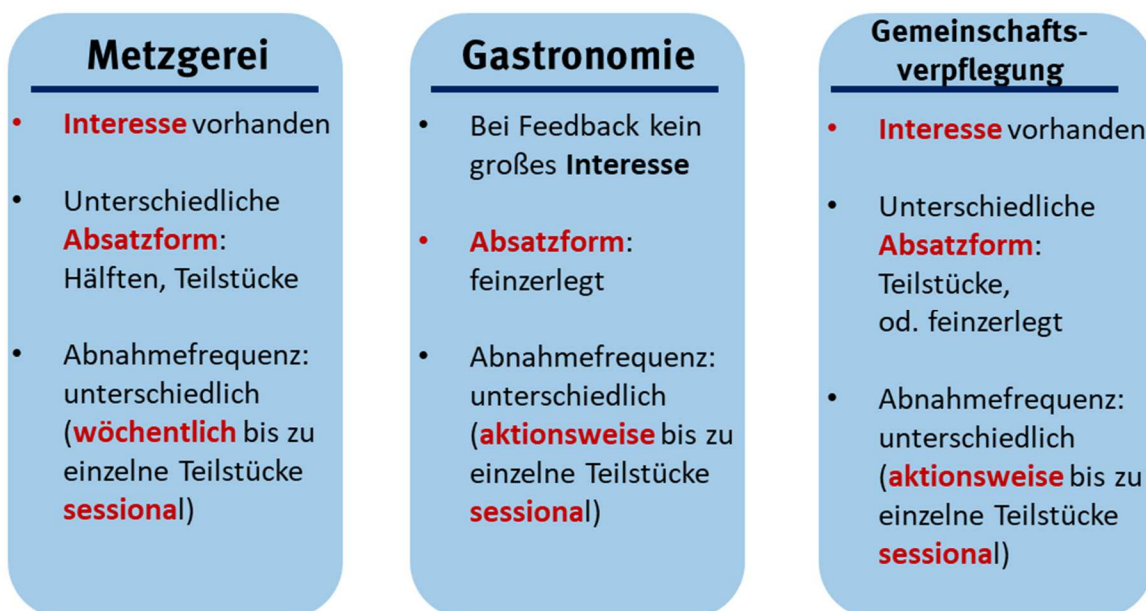 Metzgerei
• Interesse vorhanden
• Unterschiedliche
Absatzform:
Hälften, Teilstücke
• Abnahmefrequenz:
unterschiedlich
(wöchentlich bis zu
einzelne Teilstücke
sessional)
Gastronomie
• Bei Feedback kein
großes Interesse
• Absatzform:
feinzerlegt
• Abnahmefrequenz:
unterschiedlich
(aktionsweise bis zu
einzelne Teilstücke
sessional)
Gemeinschafts-
verpflegung
• Interesse vorhanden
• Unterschiedliche
Absatzform:
Teilstücke,
od. feinzerlegt
• Abnahmefrequenz:
unterschiedlich
(aktionsweise bis zu
einzelne Teilstücke
sessional)